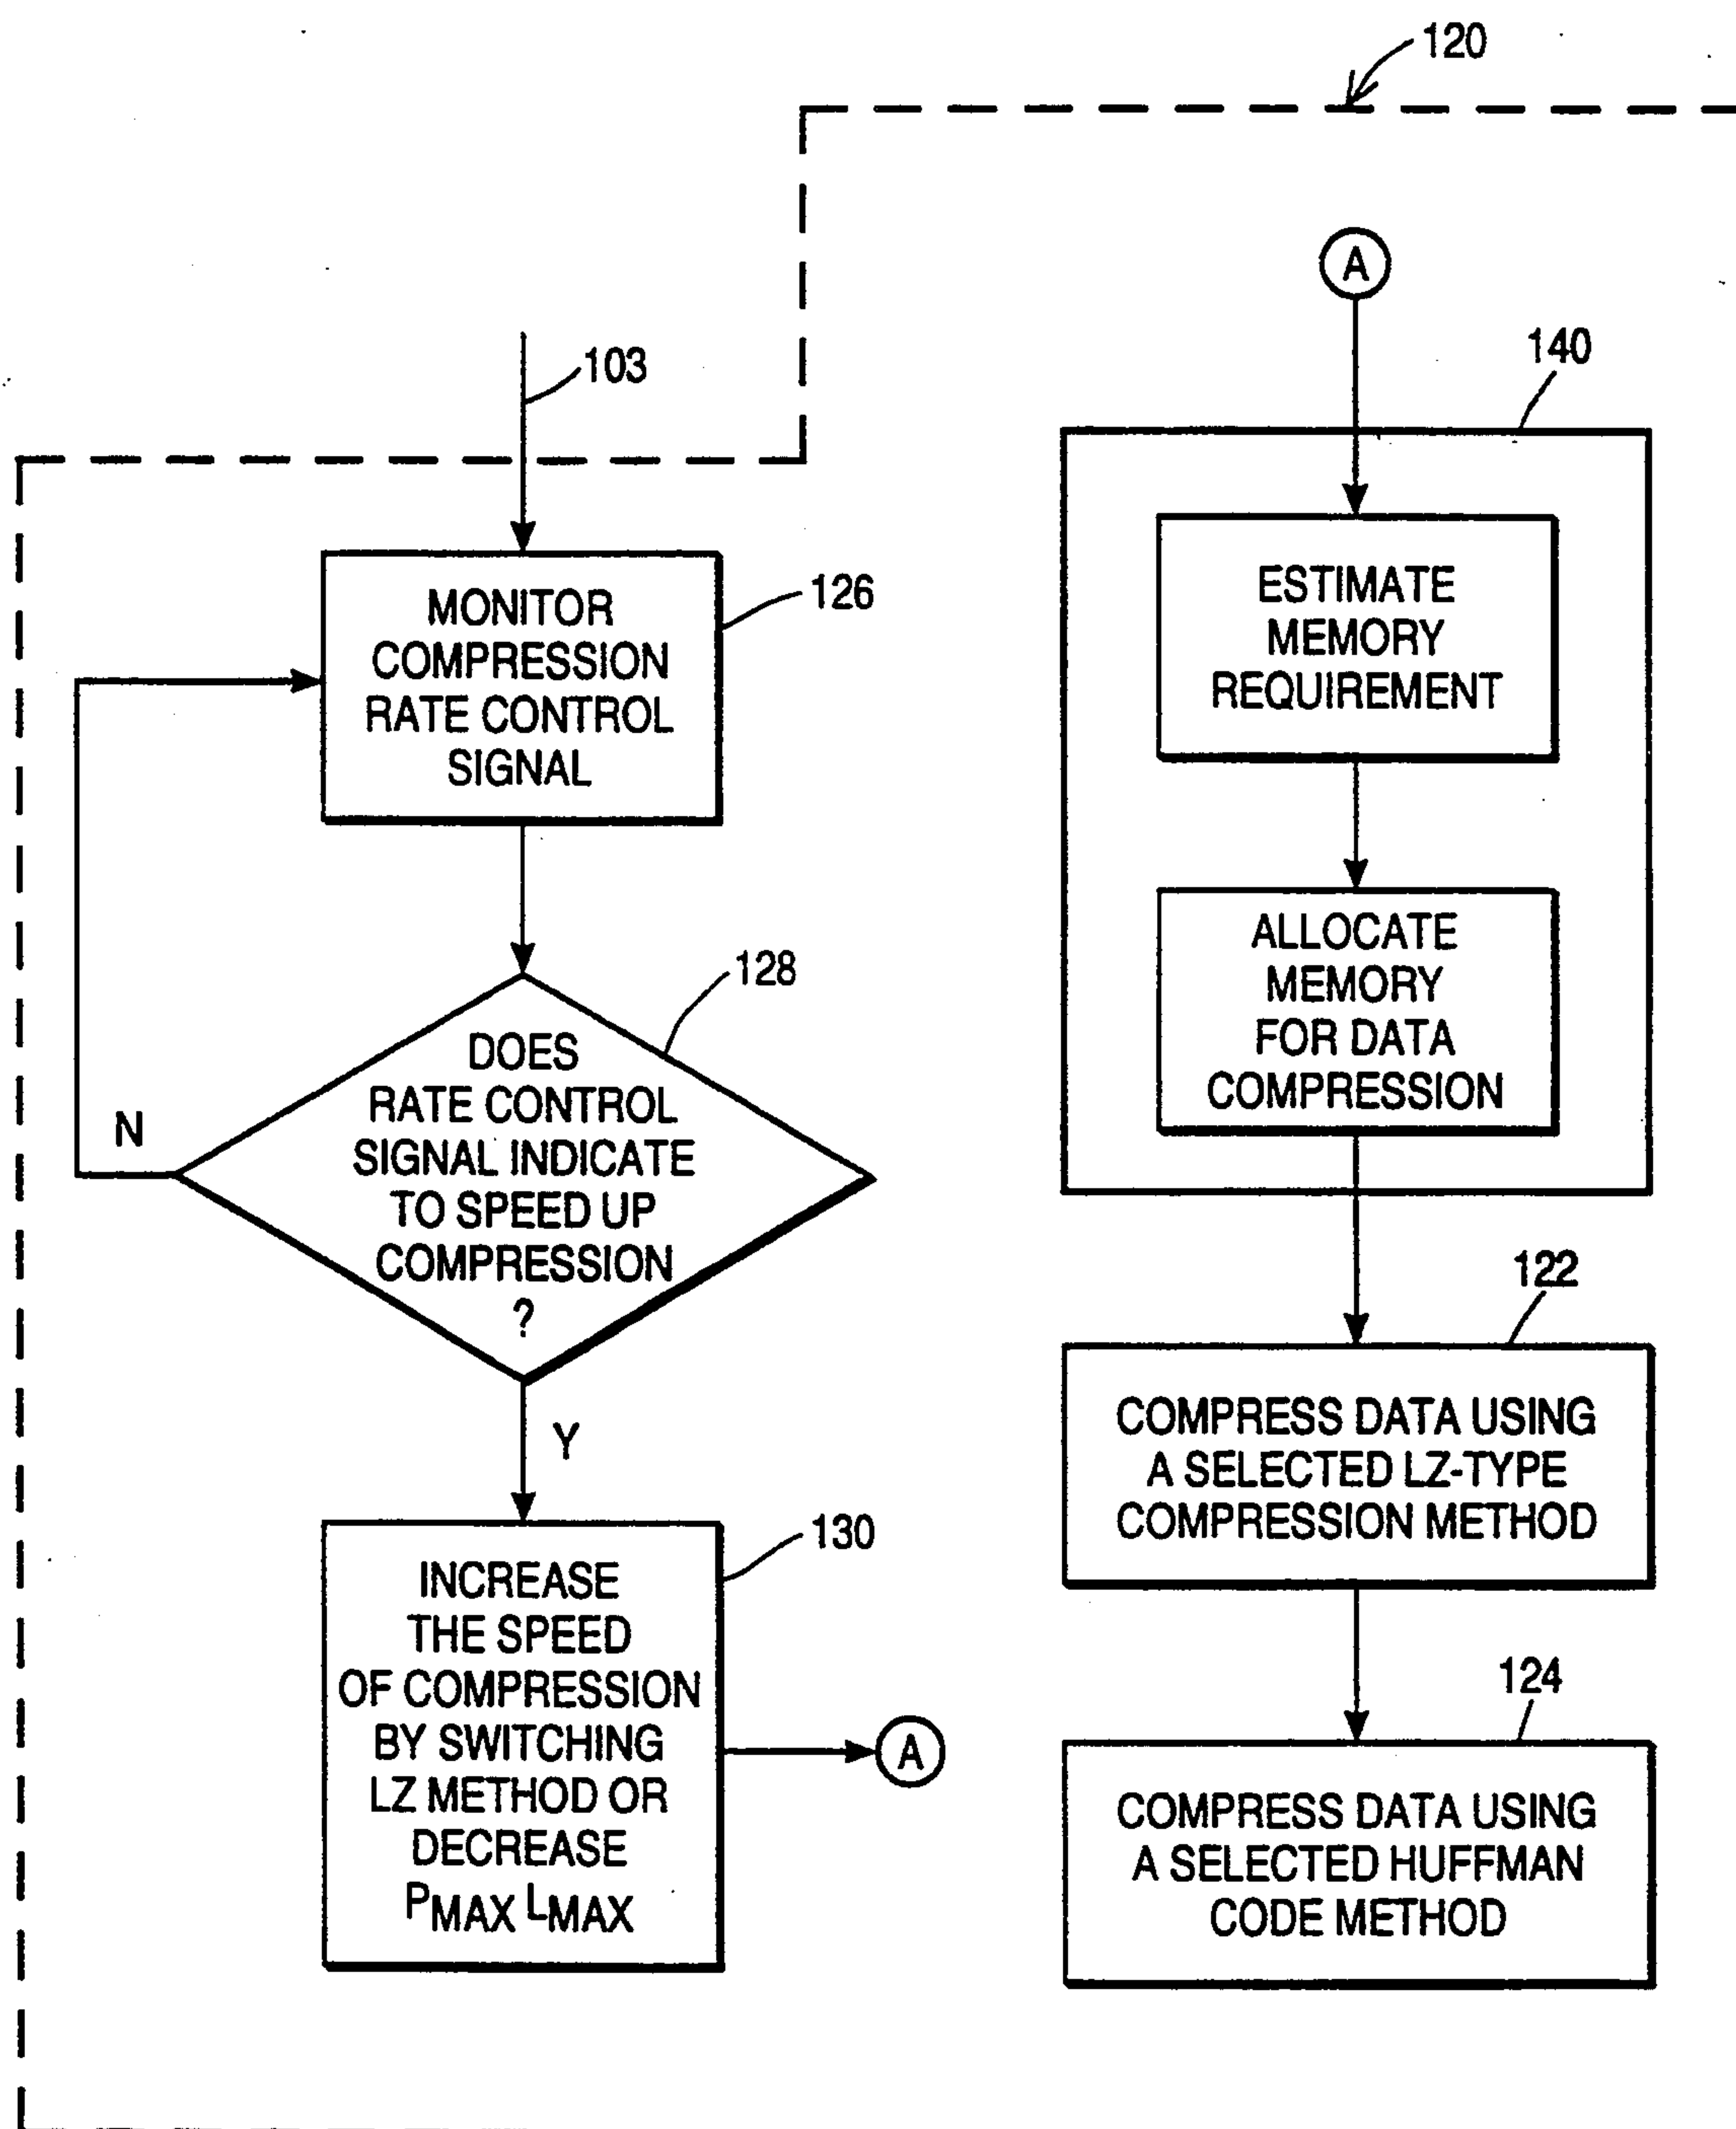 120
103
MONITOR
COMPRESSION
RATE CONTROL
SIGNAL
126
DOES
RATE CONTROL
SIGNAL INDICATE
TO SPEED UP
COMPRESSION
?
128
N
Y
INCREASE
THE SPEED
OF COMPRESSION
BY SWITCHING
LZ METHOD OR
DECREASE
PMAX LMAX
130
A
A
140
ESTIMATE
MEMORY
REQUIREMENT
ALLOCATE
MEMORY
FOR DATA
COMPRESSION
122
COMPRESS DATA USING
A SELECTED LZ-TYPE
COMPRESSION METHOD
124
COMPRESS DATA USING
A SELECTED HUFFMAN
CODE METHOD